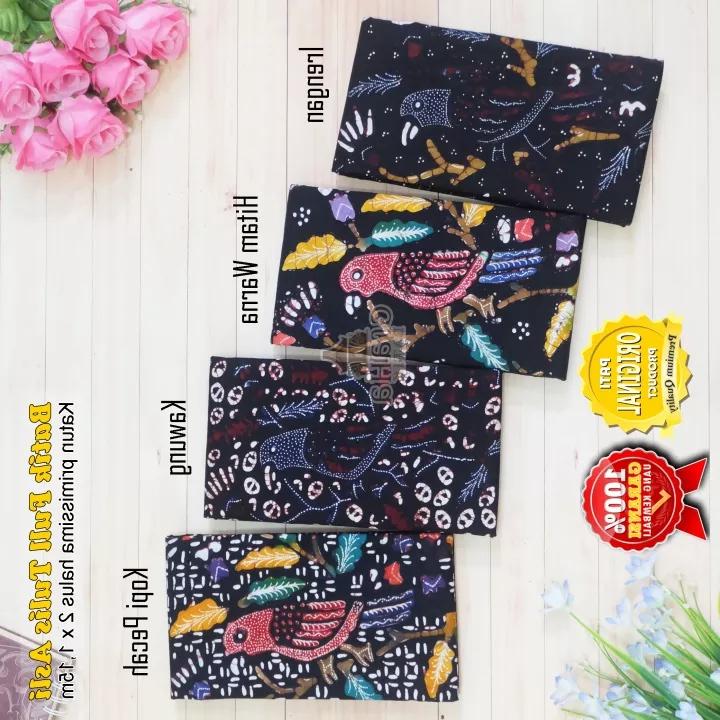 Batik Full Tulis Asli
Katun primissima halus 2 x 1,15m
Irengan
Hitam Warna
Kawung
Kopi Pecah
Premium Quality
PRODUCT
ORIGINAL
PATI
UANG KEMBALI
GARANSI
100%